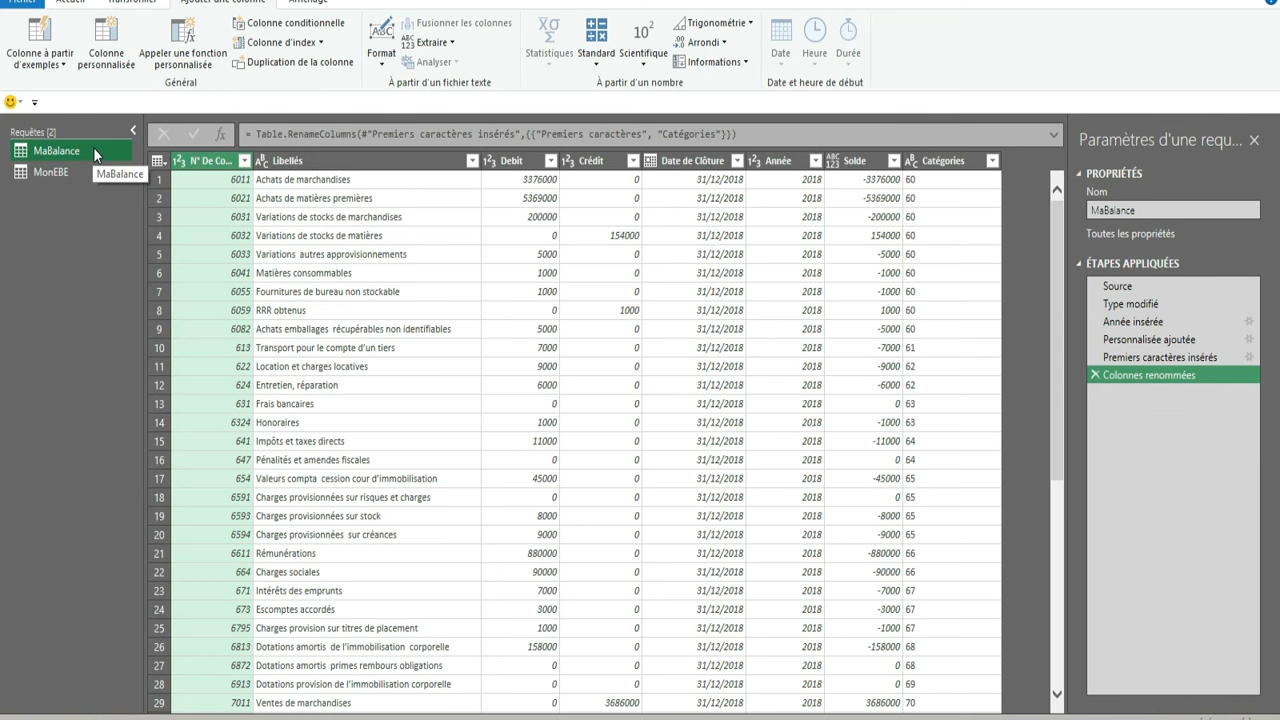 Fichier Accueil Transformer Ajouter une colonne Affichage
Colonne à partir d'exemples
Colonne personnalisée
Appeler une fonction personnalisée
Colonne conditionnelle
Colonne d'index
Duplication de la colonne
Général
Format
Fusionner les colonnes
Extraire
Analyser
À partir d'un fichier texte
Statistiques
Standard
Scientifique
Trigonométrie
Arrondi
Informations
À partir d'un nombre
Date
Heure
Durée
Date et heure de début
Requêtes [2]
MaBalance
MonEBE
MaBalance
= Table.RenameColumns(#"Premiers caractères insérés",{{"Premiers caractères", "Catégories"}})
N° De Co... Libellés Debit Crédit Date de Clôture Année Solde Catégories
1 6011 Achats de marchandises 3376000 0 31/12/2018 2018 -3376000 60
2 6021 Achats de matières premières 5369000 0 31/12/2018 2018 -5369000 60
3 6031 Variations de stocks de marchandises 200000 0 31/12/2018 2018 -200000 60
4 6032 Variations de stocks de matières 0 154000 31/12/2018 2018 154000 60
5 6033 Variations autres approvisionnements 5000 0 31/12/2018 2018 -5000 60
6 6041 Matières consommables 1000 0 31/12/2018 2018 -1000 60
7 6055 Fournitures de bureau non stockable 1000 0 31/12/2018 2018 -1000 60
8 6059 RRR obtenus 0 1000 31/12/2018 2018 1000 60
9 6082 Achats emballages récupérables non identifiables 5000 0 31/12/2018 2018 -5000 60
10 613 Transport pour le compte d'un tiers 7000 0 31/12/2018 2018 -7000 61
11 622 Location et charges locatives 9000 0 31/12/2018 2018 -9000 62
12 624 Entretien, réparation 6000 0 31/12/2018 2018 -6000 62
13 631 Frais bancaires 0 0 31/12/2018 2018 0 63
14 6324 Honoraires 1000 0 31/12/2018 2018 -1000 63
15 641 Impôts et taxes directs 11000 0 31/12/2018 2018 -11000 64
16 647 Pénalités et amendes fiscales 0 0 31/12/2018 2018 0 64
17 654 Valeurs compta cession cour d'immobilisation 45000 0 31/12/2018 2018 -45000 65
18 6591 Charges provisionnées sur risques et charges 0 0 31/12/2018 2018 0 65
19 6593 Charges provisionnées sur stock 8000 0 31/12/2018 2018 -8000 65
20 6594 Charges provisionnées sur créances 9000 0 31/12/2018 2018 -9000 65
21 6611 Rémunérations 880000 0 31/12/2018 2018 -880000 66
22 664 Charges sociales 90000 0 31/12/2018 2018 -90000 66
23 671 Intérêts des emprunts 7000 0 31/12/2018 2018 -7000 67
24 673 Escomptes accordés 3000 0 31/12/2018 2018 -3000 67
25 6795 Charges provision sur titres de placement 1000 0 31/12/2018 2018 -1000 67
26 6813 Dotations amortis de l'immobilisation corporelle 158000 0 31/12/2018 2018 -158000 68
27 6872 Dotations amortis primes rembours obligations 0 0 31/12/2018 2018 0 68
28 6913 Dotations provision de l'immobilisation corporelle 0 0 31/12/2018 2018 0 69
29 7011 Ventes de marchandises 0 3686000 31/12/2018 2018 3686000 70
Paramètres d'une requ...
PROPRIÉTÉS
Nom
MaBalance
Toutes les propriétés
ÉTAPES APPLIQUÉES
Source
Type modifié
Année insérée
Personnalisée ajoutée
Premiers caractères insérés
Colonnes renommées